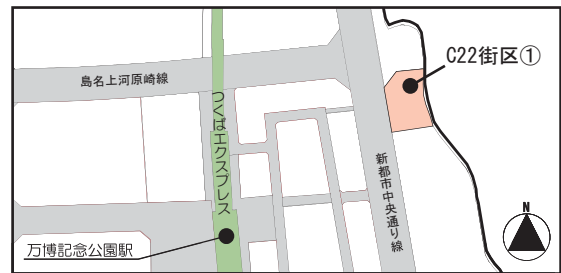 C22街区①
島名上河原崎線
つくばエクスプレス
新都市中央通り線
万博記念公園駅
N